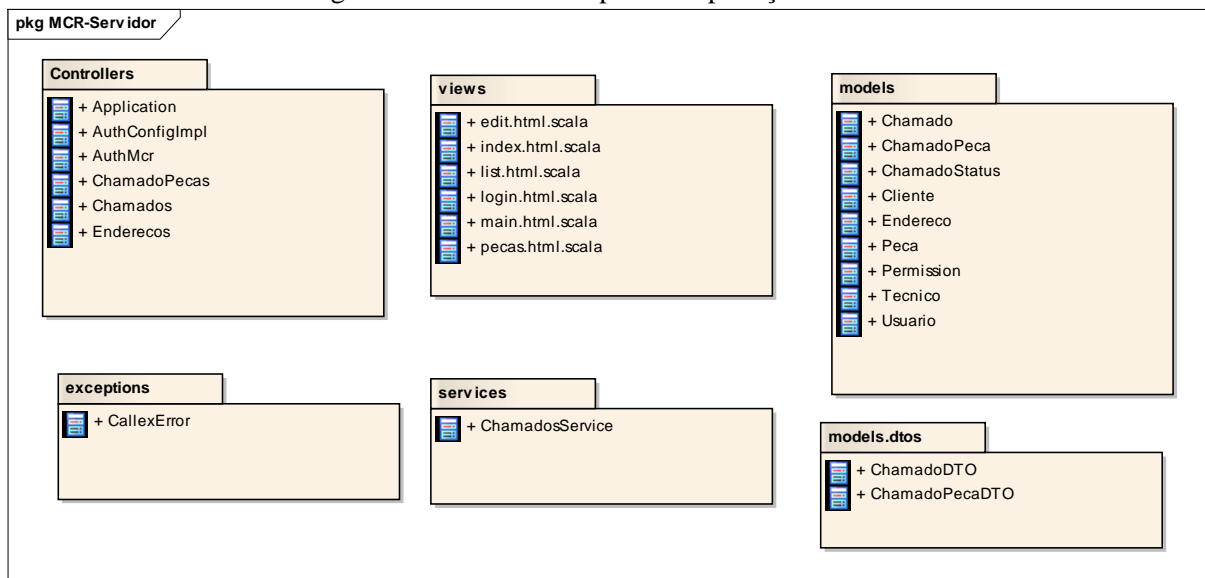 pkg MCR-Servidor
Controllers
+ Application
+ AuthConfigImpl
+ AuthMcr
+ ChamadoPecas
+ Chamados
+ Enderecos
views
+ edit.html.scala
+ index.html.scala
+ list.html.scala
+ login.html.scala
+ main.html.scala
+ pecas.html.scala
models
+ Chamado
+ ChamadoPeca
+ ChamadoStatus
+ Cliente
+ Endereco
+ Peca
+ Permission
+ Tecnico
+ Usuario
exceptions
+ CallexError
services
+ ChamadosService
models.dtos
+ ChamadoDTO
+ ChamadoPecaDTO